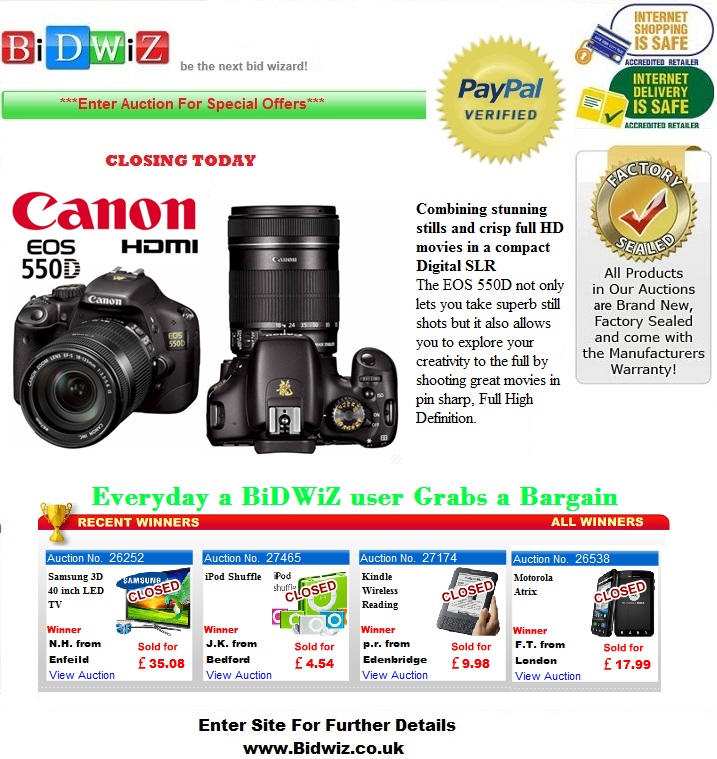 BiDWiZ
be the next bid wizard!
***Enter Auction For Special Offers***
PayPal
VERIFIED
INTERNET
SHOPPING
IS SAFE
ACCREDITED RETAILER
INTERNET
DELIVERY
IS SAFE
ACCREDITED RETAILER
CLOSING TODAY
Canon
EOS HDMI
550D
Canon
EOS
550D
Canon
Combining stunning
stills and crisp full HD
movies in a compact
Digital SLR
The EOS 550D not only
lets you take superb still
shots but it also allows
you to explore your
creativity to the full by
shooting great movies in
pin sharp, Full High
Definition.
FACTORY
SEALED
All Products
in Our Auctions
are Brand New,
Factory Sealed
and come with
the Manufacturers
Warranty!
Everyday a BiDWiZ user Grabs a Bargain
RECENT WINNERS
ALL WINNERS
Auction No. 26252
Samsung 3D
40 inch LED
TV
SAMSUNG
CLOSED
Winner
N.H. from
Enfeild
Sold for
£ 35.08
View Auction
Auction No. 27465
iPod Shuffle
iPod
shuffle
CLOSED
Winner
J.K. from
Bedford
Sold for
£ 4.54
View Auction
Auction No. 27174
Kindle
Wireless
Reading
CLOSED
Winner
p.r. from
Edenbridge
Sold for
£ 9.98
View Auction
Auction No. 26538
Motorola
Atrix
CLOSED
Winner
F.T. from
London
Sold for
£ 17.99
View Auction
Enter Site For Further Details
www.Bidwiz.co.uk